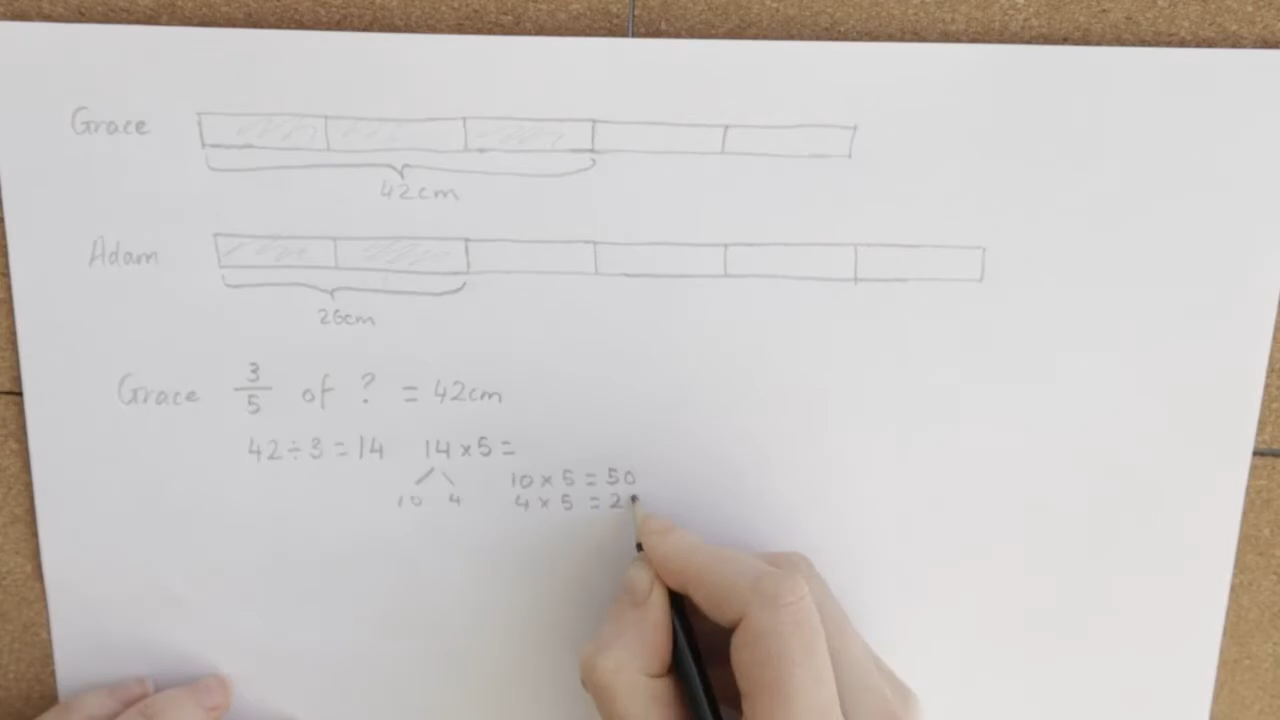 Grace
42cm
Adam
26cm
Grace 3/5 of ? = 42cm
42÷3=14 14×5=
10 4 10×5=50
4×5=2